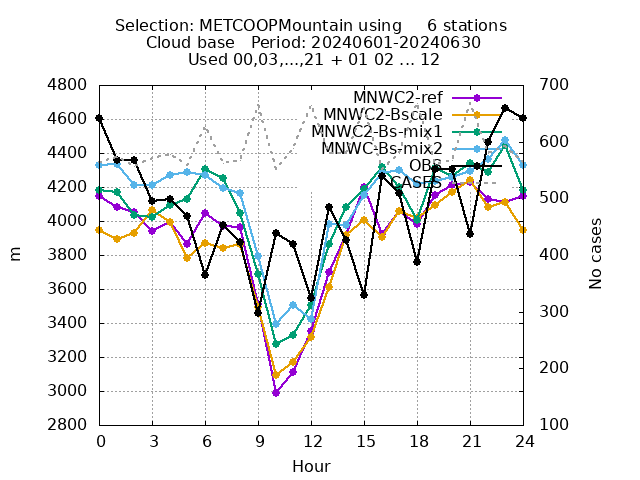 Selection: METCOOPMountain using     6 stations
Cloud base   Period: 20240601-20240630
Used 00,03,...,21 + 01 02 ... 12
4800
4600
4400
4200
4000
3800
3600
3400
3200
3000
2800
700
600
500
400
300
200
100
MNWC2-ref
MNWC2-Bscale
MNWC2-Bs-mix1
MNWC-Bs-mix2
OBS
CASES
m
No cases
0 3 6 9 12 15 18 21 24
Hour